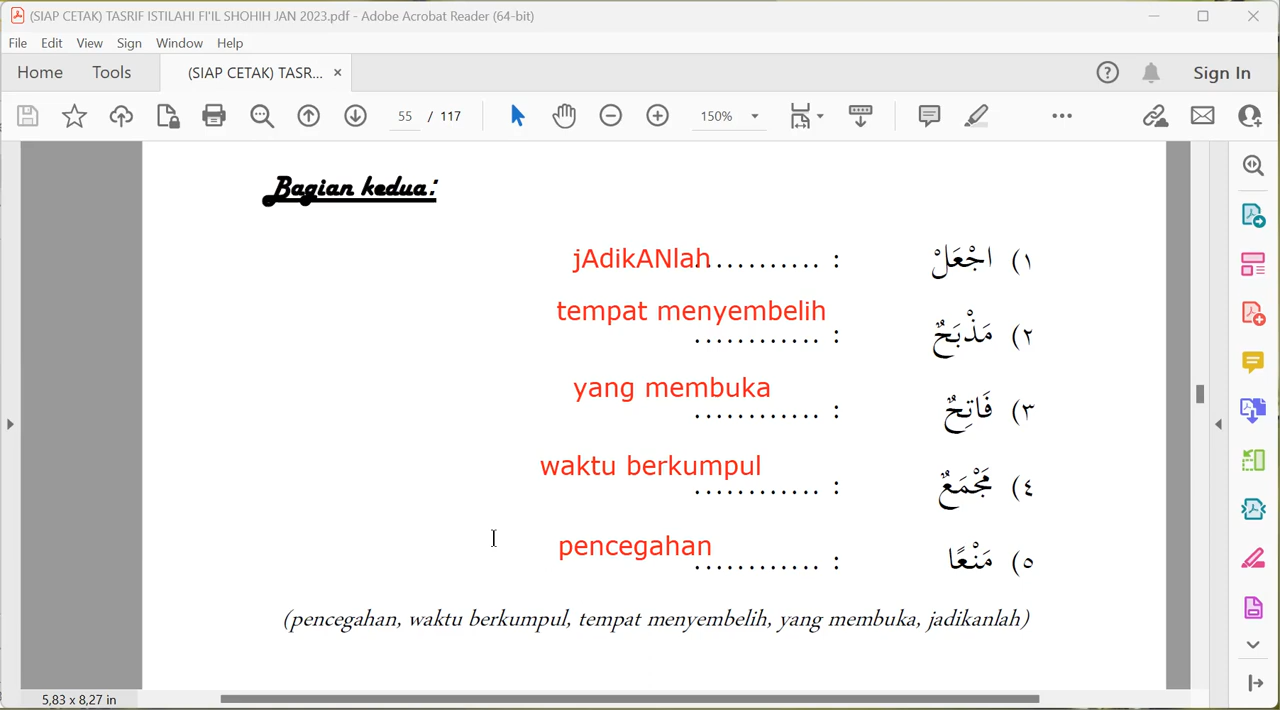 (SIAP CETAK) TASRIF ISTILAHI FI'IL SHOHIH JAN 2023.pdf - Adobe Acrobat Reader (64-bit)
File Edit View Sign Window Help
Home Tools (SIAP CETAK) TASR... × Sign In
55 / 117 150%
Bagian kedua:
١) اجْعَلْ : ............ jAdikANlah
٢) مَذْبَحٌ : ............ tempat menyembelih
٣) فَاتِحٌ : ............ yang membuka
٤) مَجْمَعٌ : ............ waktu berkumpul
٥) مَنْعًا : ............ pencegahan
(pencegahan, waktu berkumpul, tempat menyembelih, yang membuka, jadikanlah)
5,83 x 8,27 in